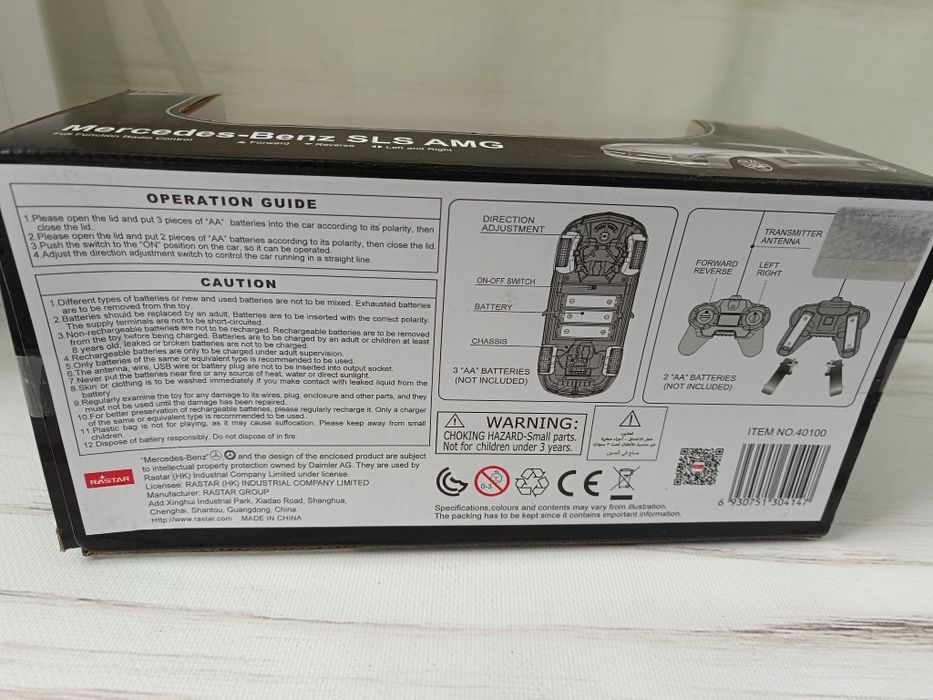 Mercedes-Benz SLS AMG
Full Function Radio Control
Forward Reverse Left and Right
OPERATION GUIDE
1.Please open the lid and put 3 pieces of "AA" batteries into the car according to its polarity, then
close the lid.
2.Please open the lid and put 2 pieces of "AA" batteries according to its polarity, then close the lid.
3.Push the switch to the "ON" position on the car, so it can be operated.
4.Adjust the direction adjustment switch to control the car running in a straight line.
CAUTION
1.Different types of batteries or new and used batteries are not to be mixed. Exhausted batteries
are to be removed from the toy.
2.Batteries should be replaced by an adult. Batteries are to be inserted with the correct polarity.
The supply terminals are not to be short-circuited.
3.Non-rechargeable batteries are not to be recharged. Rechargeable batteries are to be removed
from the toy before being charged. Batteries are to be charged by an adult or children at least
8 years old, leaked or broken batteries are not to be charged.
4.Rechargeable batteries are only to be charged under adult supervision.
5.Only batteries of the same or equivalent type is recommended to be used.
6.The antenna, wire, USB wire or battery plug are not to be inserted into output socket.
7.Never put the batteries near fire or any source of heat, water or direct sunlight.
8.Skin or clothing is to be washed immediately if you make contact with leaked liquid from the
battery.
9.Regularly examine the toy for any damage to its wires, plug, enclosure and other parts, and they
must not be used until the damage has been repaired.
10.For better preservation of rechargeable batteries, please regularly recharge it. Only a charger
of the same or equivalent type is recommended to be used.
11.Plastic bag is not for playing, as it may cause suffocation. Please keep away from small
children.
12.Dispose of battery responsibly. Do not dispose of in fire.
RASTAR
"Mercedes-Benz" and the design of the enclosed product are subject
to intellectual property protection owned by Daimler AG. They are used by
Rastar (HK) Industrial Company Limited under license.
Licensee: RASTAR (HK) INDUSTRIAL COMPANY LIMITED
Manufacturer: RASTAR GROUP
Add:Xinghui Industrial Park, Xiadao Road, Shanghua,
Chenghai, Shantou, Guangdong, China.
Http://www.rastar.com MADE IN CHINA
DIRECTION
ADJUSTMENT
ON-OFF SWITCH
BATTERY
CHASSIS
3 "AA" BATTERIES
(NOT INCLUDED)
TRANSMITTER
ANTENNA
FORWARD
REVERSE
LEFT
RIGHT
2 "AA" BATTERIES
(NOT INCLUDED)
WARNING:
CHOKING HAZARD-Small parts.
Not for children under 3 years.
تحذير:
خطر الاختناق - أجزاء صغيرة
صنع في الصين
0-3
CE
Specifications,colours and contents may vary from illustration.
The packing has to be kept since it contains important information.
ITEM NO.40100
6 930751 304147